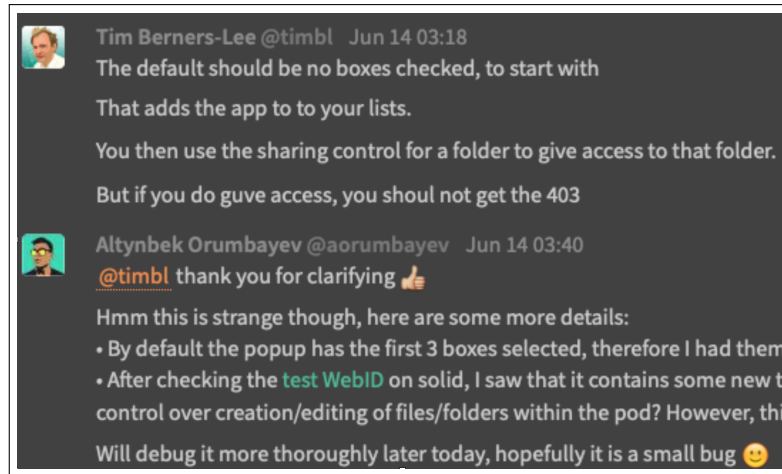 Tim Berners-Lee @timbl Jun 14 03:18
The default should be no boxes checked, to start with
That adds the app to to your lists.
You then use the sharing control for a folder to give access to that folder.
But if you do guve access, you shoul not get the 403
Altynbek Orumbayev @aorumbayev Jun 14 03:40
@timbl thank you for clarifying 👍
Hmm this is strange though, here are some more details:
• By default the popup has the first 3 boxes selected, therefore I had them
• After checking the test WebID on solid, I saw that it contains some new t
control over creation/editing of files/folders within the pod? However, thi
Will debug it more thoroughly later today, hopefully it is a small bug 🙂